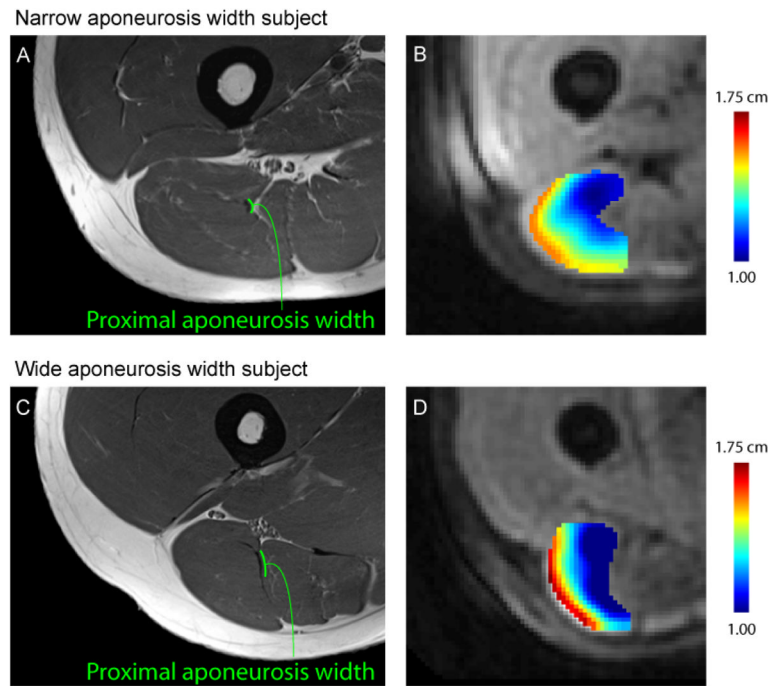 Narrow aponeurosis width subject
A
B
1.75 cm
Proximal aponeurosis width
1.00
Wide aponeurosis width subject
C
D
1.75 cm
Proximal aponeurosis width
1.00